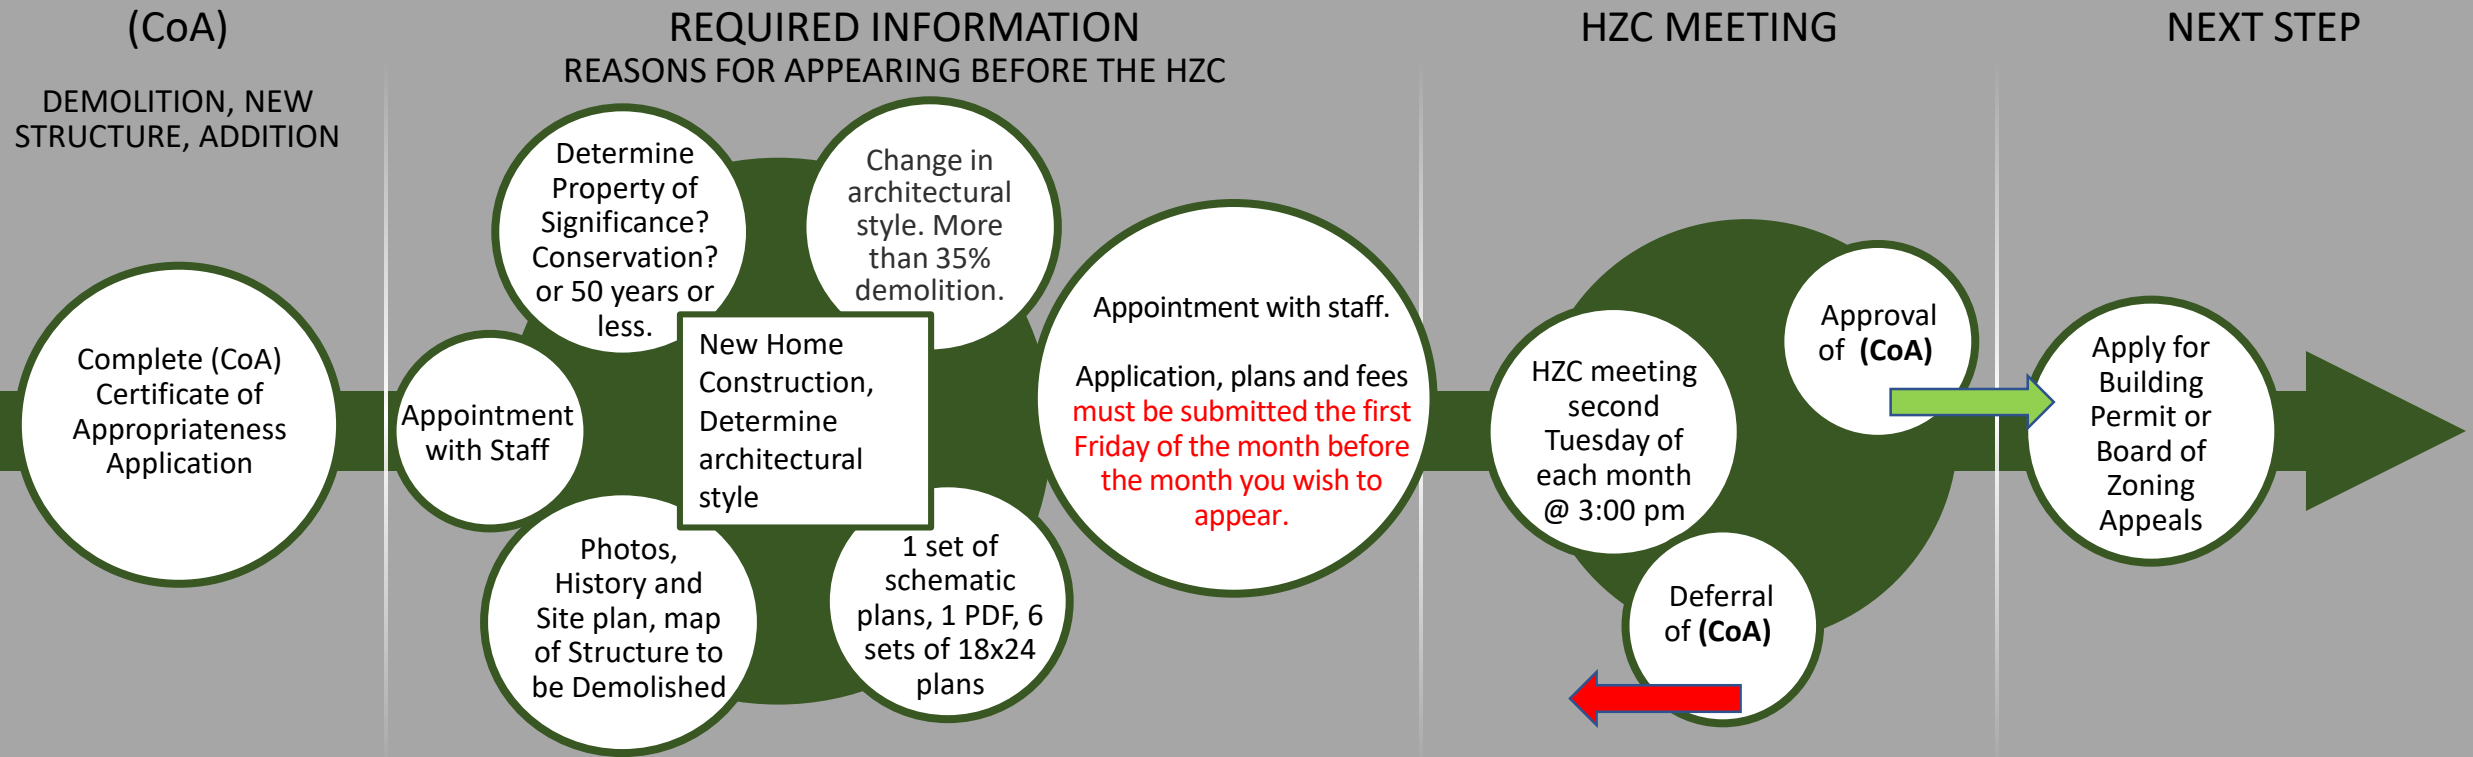 (CoA)
DEMOLITION, NEW
STRUCTURE, ADDITION
Complete (CoA)
Certificate of
Appropriateness
Application
REQUIRED INFORMATION
REASONS FOR APPEARING BEFORE THE HZC
Appointment
with Staff
Determine
Property of
Significance?
Conservation?
or 50 years or
less.
Change in
architectural
style. More
than 35%
demolition.
New Home
Construction,
Determine
architectural
style
Photos,
History and
Site plan, map
of Structure to
be Demolished
1 set of
schematic
plans, 1 PDF, 6
sets of 18x24
plans
Appointment with staff.
Application, plans and fees
must be submitted the first
Friday of the month before
the month you wish to
appear.
HZC MEETING
HZC meeting
second
Tuesday of
each month
@ 3:00 pm
Approval
of (CoA)
Deferral
of (CoA)
NEXT STEP
Apply for
Building
Permit or
Board of
Zoning
Appeals